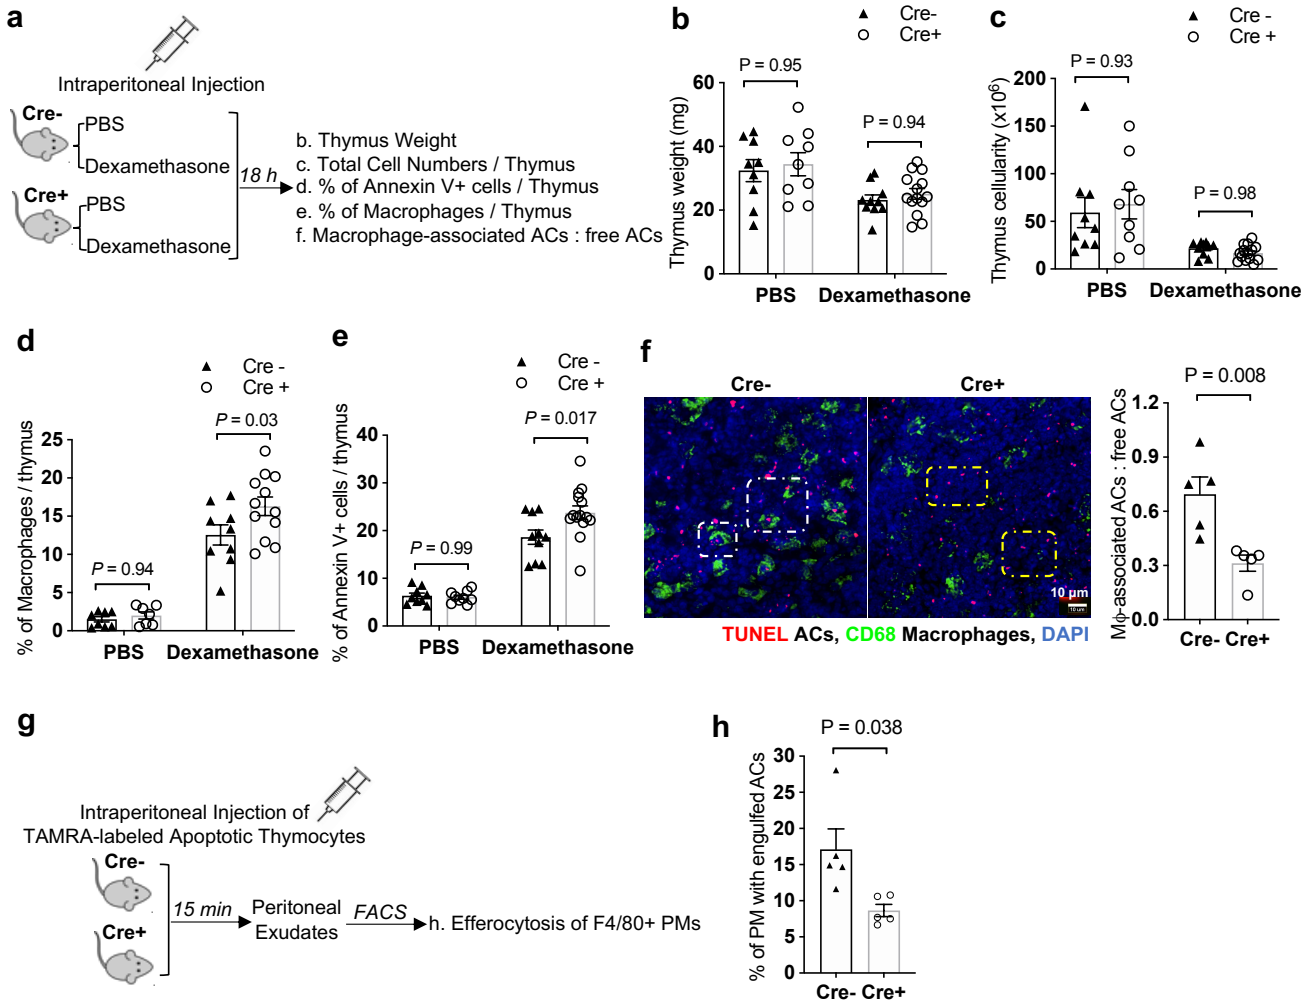 a
Intraperitoneal Injection
Cre-
PBS
Dexamethasone
Cre+
PBS
Dexamethasone
18 h
b. Thymus Weight
c. Total Cell Numbers / Thymus
d. % of Annexin V+ cells / Thymus
e. % of Macrophages / Thymus
f. Macrophage-associated ACs : free ACs
b
Cre-
Cre+
P = 0.95
P = 0.94
Thymus weight (mg)
60
40
20
0
PBS
Dexamethasone
c
Cre -
Cre +
P = 0.93
P = 0.98
Thymus cellularity (x10⁶)
200
150
100
50
0
PBS
Dexamethasone
d
Cre -
Cre +
P = 0.03
P = 0.94
% of Macrophages / thymus
25
20
15
10
5
0
PBS
Dexamethasone
e
Cre -
Cre +
P = 0.017
P = 0.99
% of Annexin V+ cells / thymus
40
30
20
10
0
PBS
Dexamethasone
f
Cre-
Cre+
10 µm
10 um
TUNEL ACs, CD68 Macrophages, DAPI
P = 0.008
Mϕ-associated ACs : free ACs
1.2
0.9
0.6
0.3
0.0
Cre- Cre+
g
Intraperitoneal Injection of
TAMRA-labeled Apoptotic Thymocytes
Cre-
Cre+
15 min
Peritoneal
Exudates
FACS
h. Efferocytosis of F4/80+ PMs
h
P = 0.038
% of PM with engulfed ACs
30
25
20
15
10
5
0
Cre- Cre+